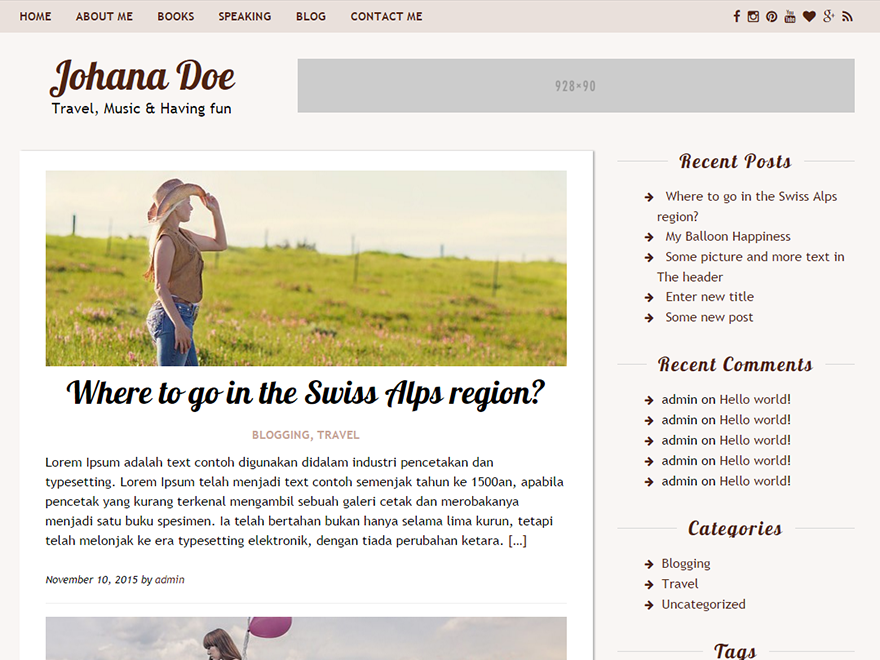 HOME ABOUT ME BOOKS SPEAKING BLOG CONTACT ME
You Tube
g+
Johana Doe
Travel, Music & Having fun
928×90
Where to go in the Swiss Alps region?
BLOGGING, TRAVEL
Lorem Ipsum adalah text contoh digunakan didalam industri pencetakan dan
typesetting. Lorem Ipsum telah menjadi text contoh semenjak tahun ke 1500an, apabila
pencetak yang kurang terkenal mengambil sebuah galeri cetak dan merobakanya
menjadi satu buku spesimen. Ia telah bertahan bukan hanya selama lima kurun, tetapi
telah melonjak ke era typesetting elektronik, dengan tiada perubahan ketara. [...]
November 10, 2015 by admin
Recent Posts
Where to go in the Swiss Alps
region?
My Balloon Happiness
Some picture and more text in
The header
Enter new title
Some new post
Recent Comments
admin on Hello world!
admin on Hello world!
admin on Hello world!
admin on Hello world!
admin on Hello world!
Categories
Blogging
Travel
Uncategorized
Tags